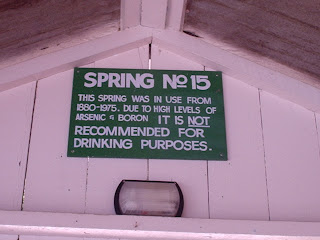 SPRING No 15
THIS SPRING WAS IN USE FROM
1880-1975. DUE TO HIGH LEVELS OF
ARSENIC & BORON IT IS NOT
RECOMMENDED FOR
DRINKING PURPOSES.